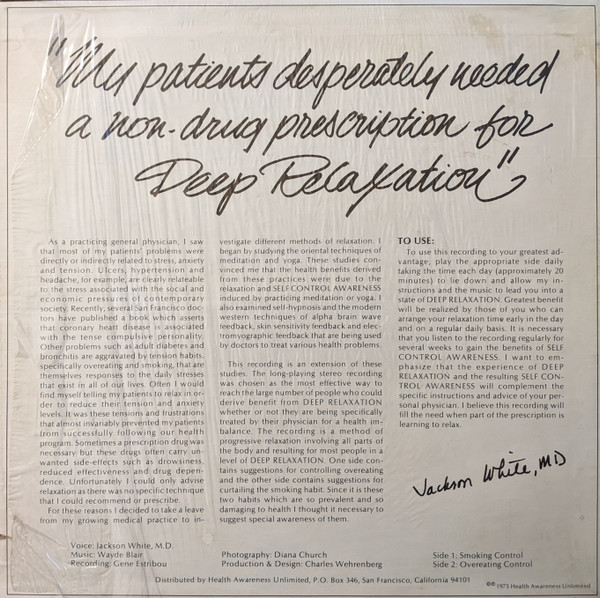 "My patients desperately needed
a non-drug prescription for
Deep Relaxation"
As a practicing general physician, I saw
that most of my patients' problems were
directly or indirectly related to stress, anxiety
and tension. Ulcers, hypertension and
headache, for example, are clearly relateable
to the stress associated with the social and
economic pressures of contemporary
society. Recently, several San Francisco doc-
tors have published a book which asserts
that coronary heart disease is associated
with the tense compulsive personality.
Other problems such as adult diabetes and
bronchitis are aggravated by tension habits,
specifically overeating and smoking, that are
themselves responses to the daily stresses
that exist in all of our lives. Often I would
find myself telling my patients to relax in or-
der to reduce their tension and anxiety
levels. It was these tensions and frustrations
that almost invariably prevented my patients
from successfully following our health
program. Sometimes a prescription drug was
necessary but these drugs often carry un-
wanted side-effects such as drowsiness,
reduced effectiveness and drug depen-
dence. Unfortunately I could only advise
relaxation as there was no specific technique
that I could recommend or prescribe.
For these reasons I decided to take a leave
from my growing medical practice to in-
vestigate different methods of relaxation. I
began by studying the oriental techniques of
meditation and yoga. These studies con-
vinced me that the health benefits derived
from these practices were due to the
relaxation and SELF CONTROL AWARENESS
induced by practicing meditation or yoga. I
also examined self-hypnosis and the modern
western techniques of alpha brain wave
feedback, skin sensitivity feedback and elec-
tromyographic feedback that are being used
by doctors to treat various health problems.
This recording is an extension of these
studies. The long-playing stereo recording
was chosen as the most effective way to
reach the large number of people who could
derive benefit from DEEP RELAXATION
whether or not they are being specifically
treated by their physician for a health im-
balance. The recording is a method of
progressive relaxation involving all parts of
the body and resulting for most people in a
level of DEEP RELAXATION. One side con-
tains suggestions for controlling overeating
and the other side contains suggestions for
curtailing the smoking habit. Since it is these
two habits which are so prevalent and so
damaging to health I thought it necessary to
suggest special awareness of them.
TO USE:
To use this recording to your greatest ad-
vantage; play the appropriate side daily
taking the time each day (approximately 20
minutes) to lie down and allow my in-
structions and the music to lead you into a
state of DEEP RELAXATION. Greatest benefit
will be realized by those of you who can
arrange your relaxation time early in the day
and on a regular daily basis. It is necessary
that you listen to the recording regularly for
several weeks to gain the benefits of SELF
CONTROL AWARENESS. I want to em-
phasize that the experience of DEEP
RELAXATION and the resulting SELF CON-
TROL AWARENESS will complement the
specific instructions and advice of your per-
sonal physician. I believe this recording will
fill the need when part of the prescription is
learning to relax.
Jackson White, MD
Voice: Jackson White, M.D.
Music: Wayde Blair
Recording: Gene Estribou
Photography: Diana Church
Production & Design: Charles Wehrenberg
Side 1: Smoking Control
Side 2: Overeating Control
Distributed by Health Awareness Unlimited, P.O. Box 346, San Francisco, California 94101
©℗ 1975 Health Awareness Unlimited